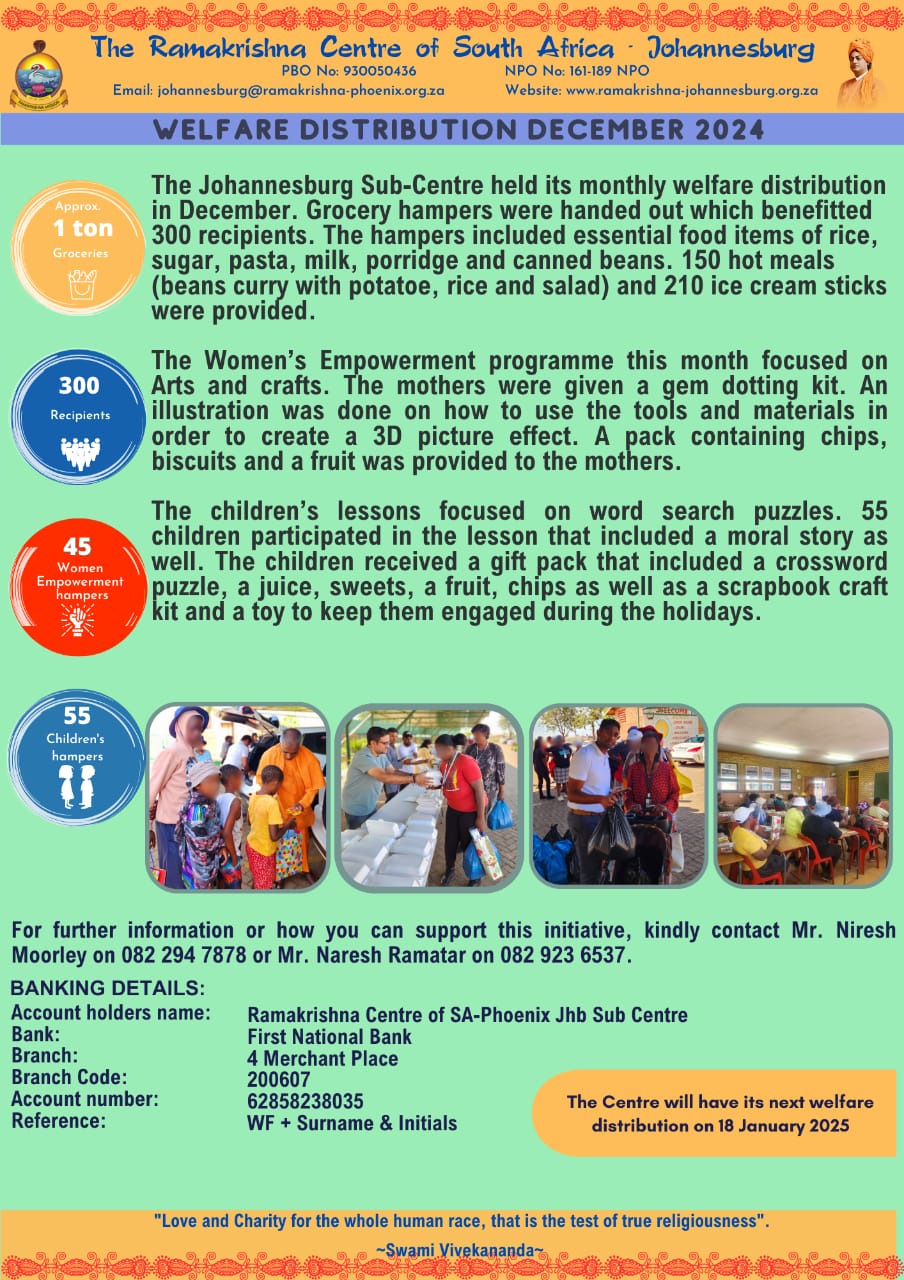 The Ramakrishna Centre of South Africa - Johannesburg
PBO No: 930050436 NPO No: 161-189 NPO
Email: johannesburg@ramakrishna-phoenix.org.za Website: www.ramakrishna-johannesburg.org.za
WELFARE DISTRIBUTION DECEMBER 2024
Approx.
1 ton
Groceries
The Johannesburg Sub-Centre held its monthly welfare distribution
in December. Grocery hampers were handed out which benefitted
300 recipients. The hampers included essential food items of rice,
sugar, pasta, milk, porridge and canned beans. 150 hot meals
(beans curry with potatoe, rice and salad) and 210 ice cream sticks
were provided.
300
Recipients
The Women's Empowerment programme this month focused on
Arts and crafts. The mothers were given a gem dotting kit. An
illustration was done on how to use the tools and materials in
order to create a 3D picture effect. A pack containing chips,
biscuits and a fruit was provided to the mothers.
45
Women
Empowerment
hampers
The children's lessons focused on word search puzzles. 55
children participated in the lesson that included a moral story as
well. The children received a gift pack that included a crossword
puzzle, a juice, sweets, a fruit, chips as well as a scrapbook craft
kit and a toy to keep them engaged during the holidays.
55
Children's
hampers
WELCOME
For further information or how you can support this initiative, kindly contact Mr. Niresh
Moorley on 082 294 7878 or Mr. Naresh Ramatar on 082 923 6537.
BANKING DETAILS:
Account holders name: Ramakrishna Centre of SA-Phoenix Jhb Sub Centre
Bank: First National Bank
Branch: 4 Merchant Place
Branch Code: 200607
Account number: 62858238035
Reference: WF + Surname & Initials
The Centre will have its next welfare
distribution on 18 January 2025
"Love and Charity for the whole human race, that is the test of true religiousness".
~Swami Vivekananda~